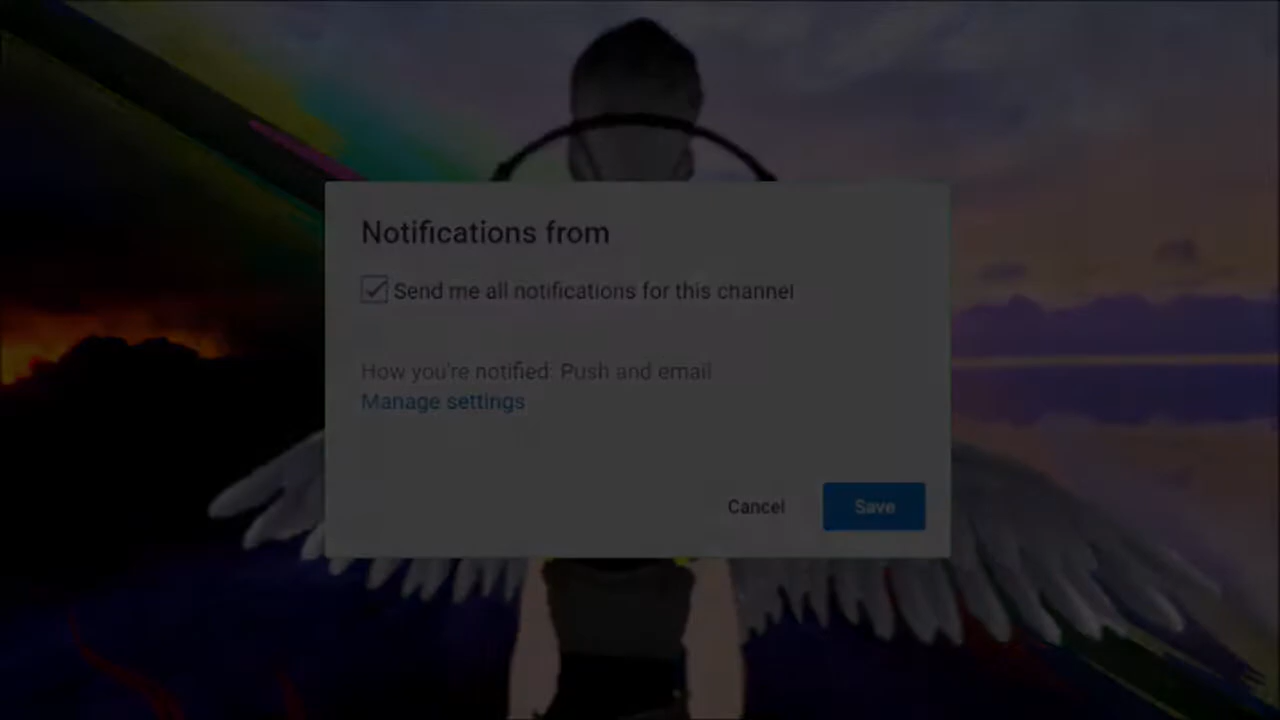 Notifications from
Send me all notifications for this channel
How you're notified: Push and email
Manage settings
Cancel
Save